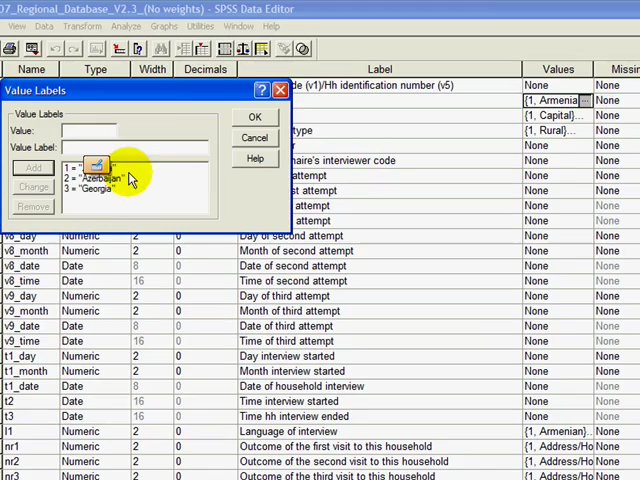 07_Regional_Database_V2.3_(No weights) - SPSS Data Editor
View Data Transform Analyze Graphs Utilities Window Help
Name Type Width Decimals Label Values Missin
de (v1)/Hh identification number (v5) None None
{1, Armenia ... None
{1, Capital}... None
type {1, Rural}... None
naire's interviewer code None None
None None
None None
None None
None None
v8_day Numeric 2 0 Day of second attempt None None
v8_month Numeric 2 0 Month of second attempt None None
v8_date Date 8 0 Date of second attempt None None
v8_time Date 16 0 Time of second attempt None None
v9_day Numeric 2 0 Day of third attempt None None
v9_month Numeric 2 0 Month of third attempt None None
v9_date Date 8 0 Date of third attempt None None
v9_time Date 16 0 Time of third attempt None None
t1_day Numeric 2 0 Day interview started None None
t1_month Numeric 2 0 Month interview started None None
t1_date Date 8 0 Date of household interview None None
t2 Date 16 0 Time interview started None None
t3 Date 16 0 Time hh interview ended None None
l1 Numeric 2 0 Language of interview {1, Armenian}... None
nr1 Numeric 2 0 Outcome of the first visit to this household {1, Address/Ho None
nr2 Numeric 2 0 Outcome of the second visit to this household {1, Address/Ho None
nr3 Numeric 2 0 Outcome of the third visit to this household {1, Address/Ho None
Value Labels
Value Labels
Value:
Value Label:
Add
Change
Remove
1 = "
2 = "Azerbaijan"
3 = "Georgia"
OK
Cancel
Help